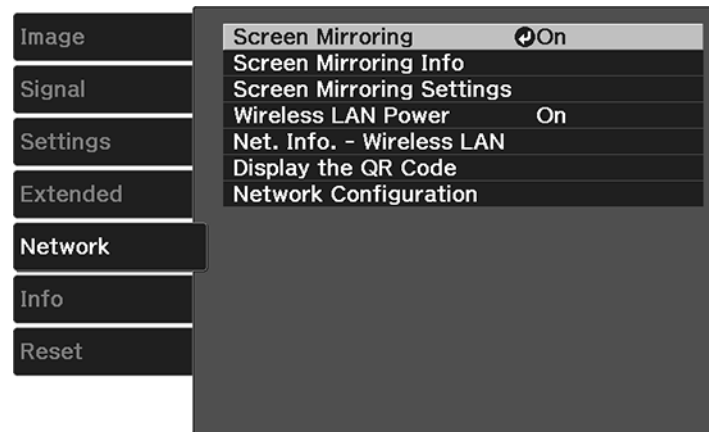 Image
Signal
Settings
Extended
Network
Info
Reset
Screen Mirroring On
Screen Mirroring Info
Screen Mirroring Settings
Wireless LAN Power On
Net. Info. - Wireless LAN
Display the QR Code
Network Configuration